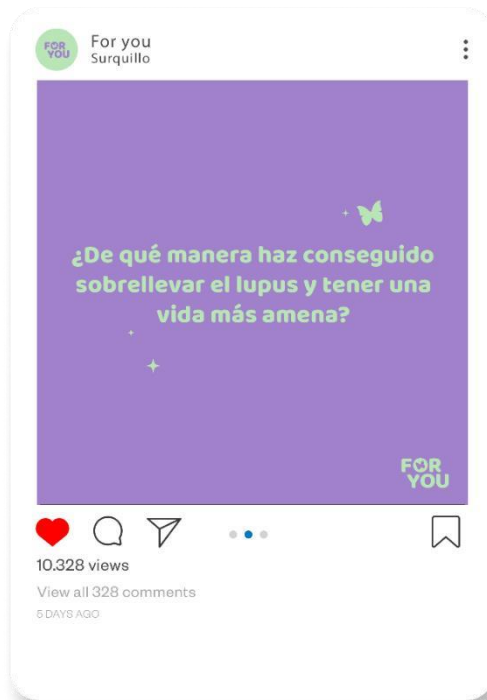 FOR
YOU
For you
Surquillo
¿De qué manera haz conseguido
sobrellevar el lupus y tener una
vida más amena?
FOR
YOU
10.328 views
View all 328 comments
5 DAYS AGO